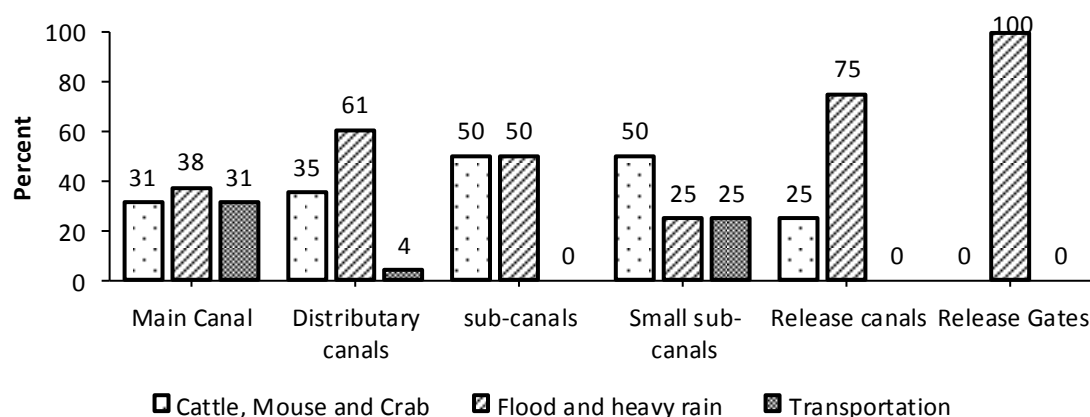 Percent
100
80
60
40
20
0
31 38 31
35 61 4
50 50 0
50 25 25
25 75 0
0 100 0
Main Canal
Distributary
canals
sub-canals
Small sub-
canals
Release canals
Release Gates
Cattle, Mouse and Crab
Flood and heavy rain
Transportation